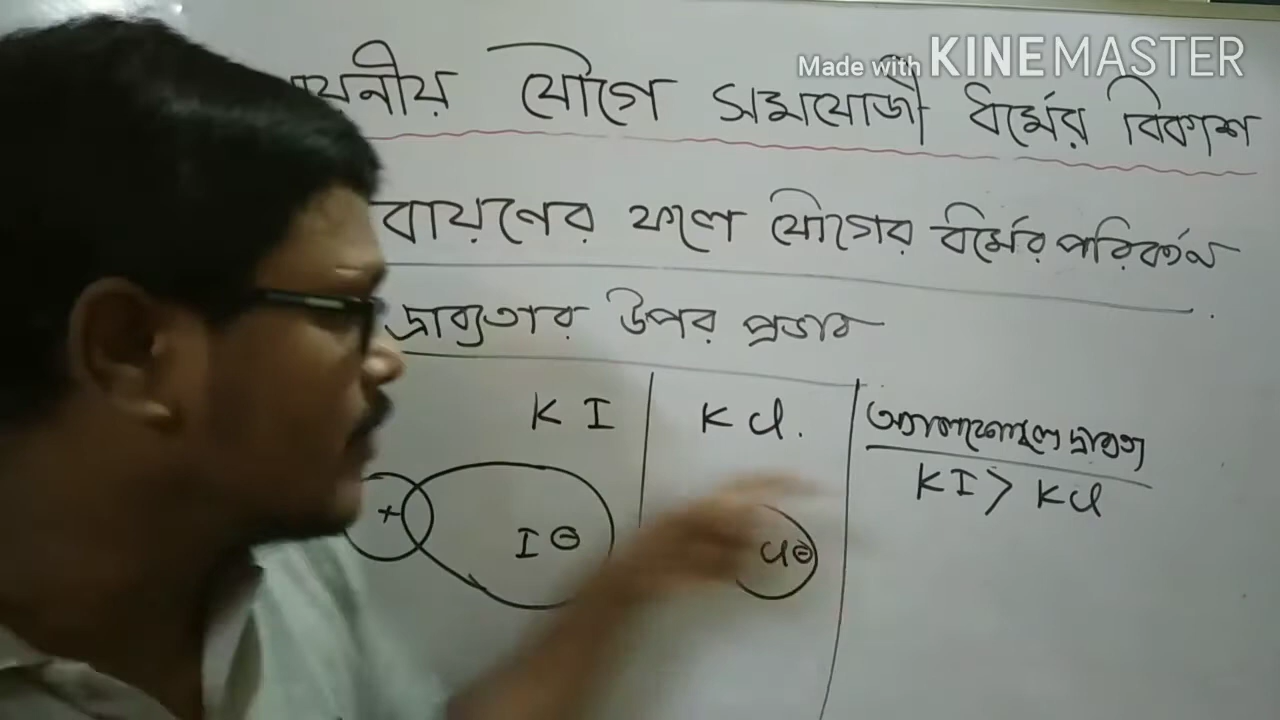 Made with KINEMASTER
যৌগে সমযোজী ধর্মের বিকাশ
ফলে যৌগের ধর্মের পরিবর্তন
দ্রাব্যতার উপর প্রভাব
KI
KCl.
অ্যালকোহলে দ্রাব্যতা
KI > KCl
+
I⊖
Cl⊖